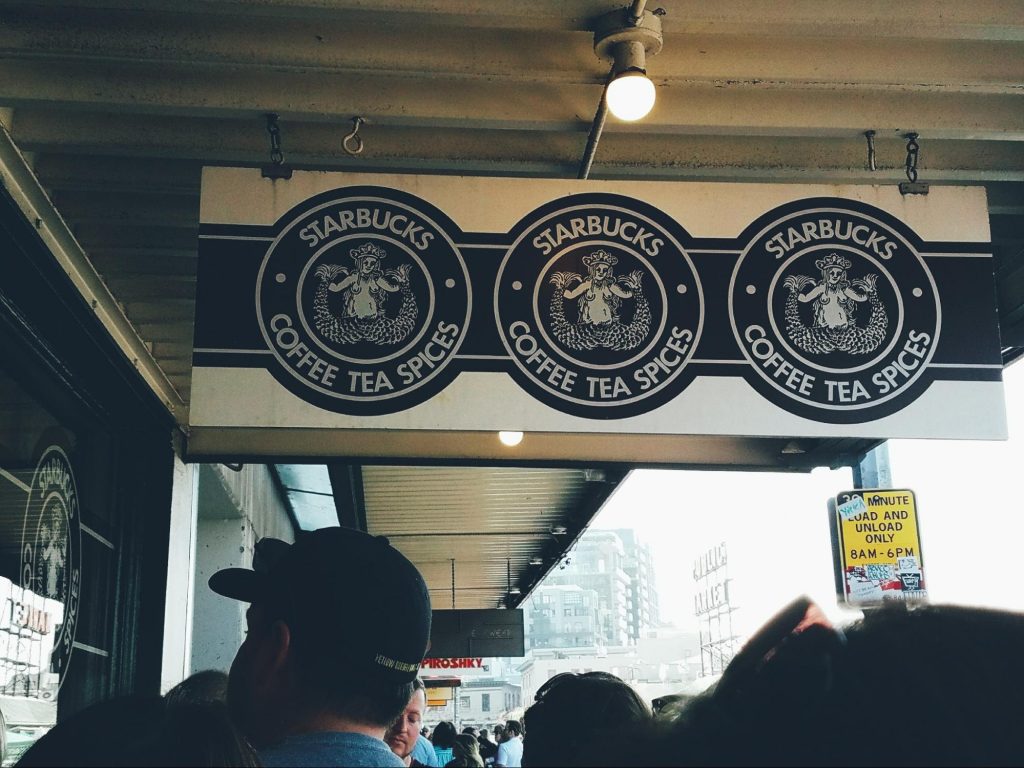 STARBUCKS
COFFEE TEA SPICES
STARBUCKS
COFFEE TEA SPICES
STARBUCKS
COFFEE TEA SPICES
MINUTE
LOAD AND
UNLOAD
ONLY
8AM-6PM
PIROSHKY